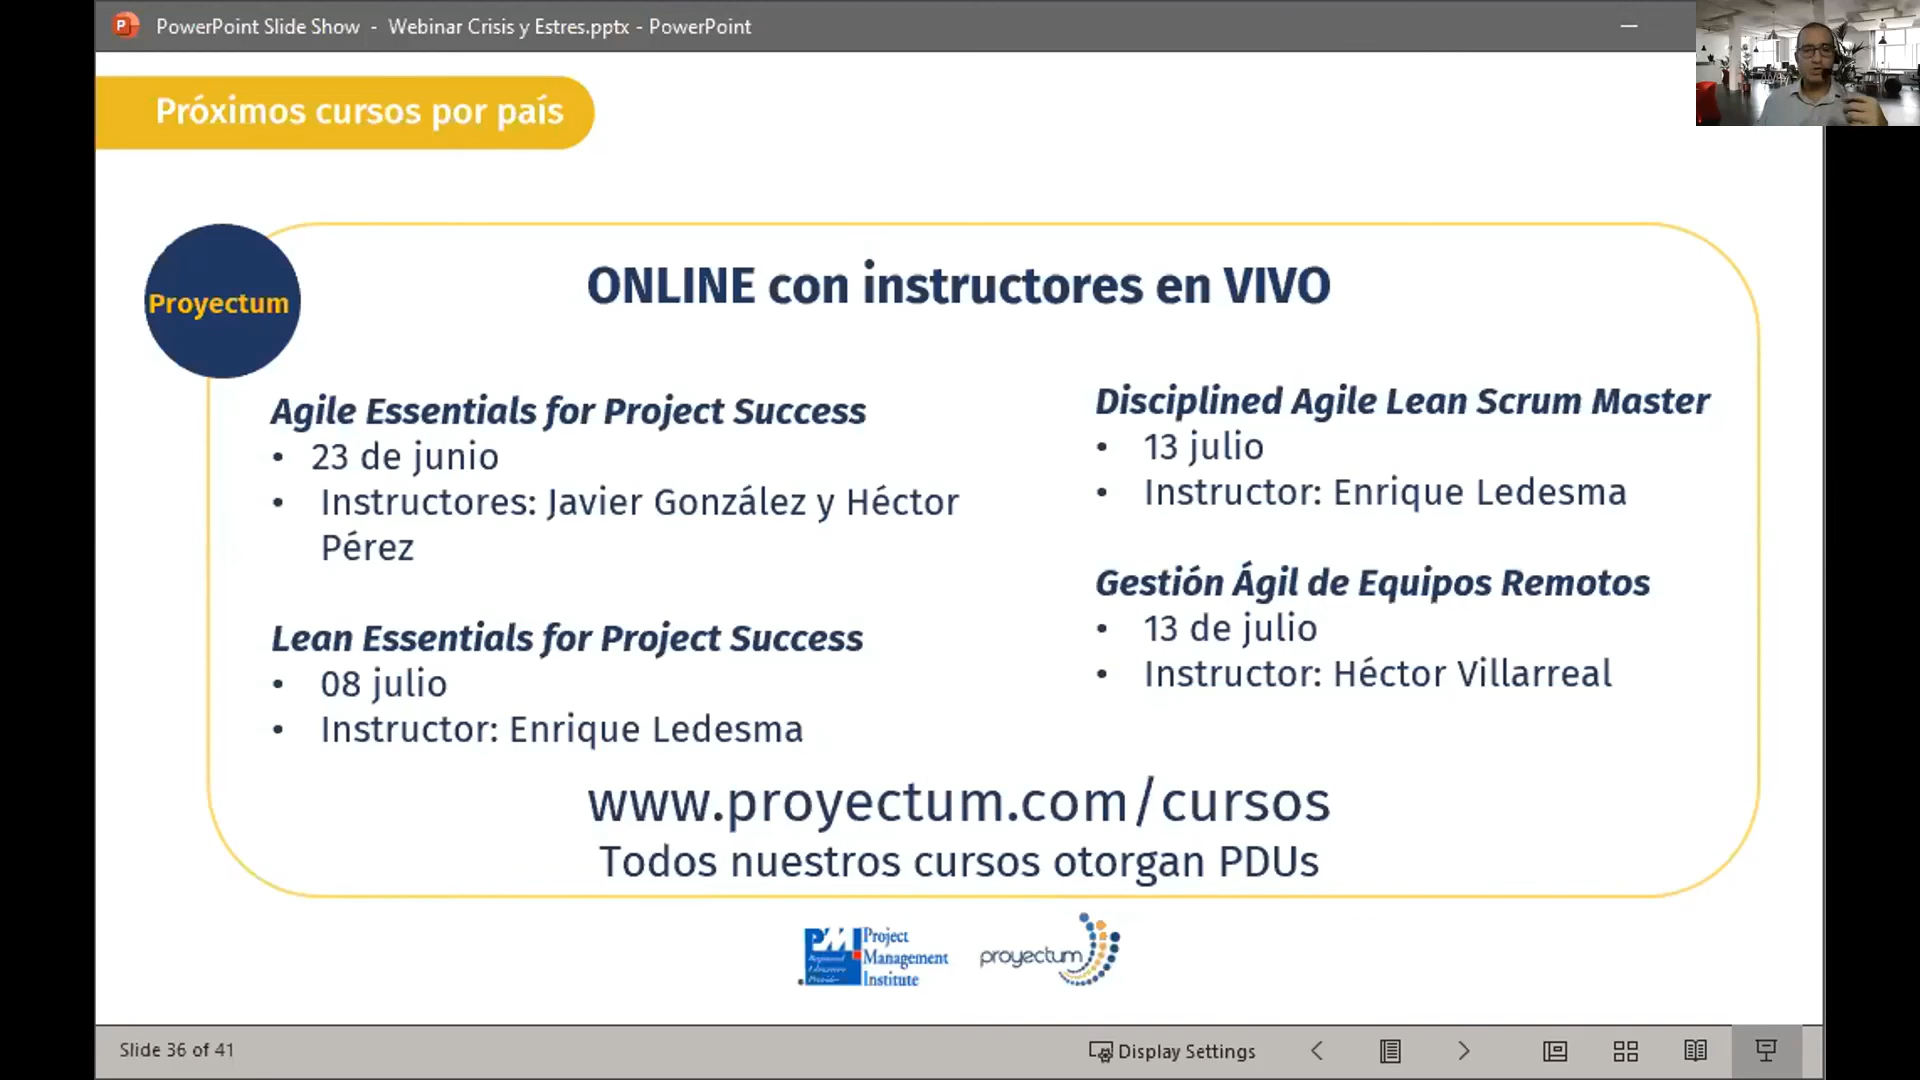 PowerPoint Slide Show - Webinar Crisis y Estres.pptx - PowerPoint
Próximos cursos por país
Proyectum
ONLINE con instructores en VIVO
Agile Essentials for Project Success
• 23 de junio
• Instructores: Javier González y Héctor
Pérez
Lean Essentials for Project Success
• 08 julio
• Instructor: Enrique Ledesma
Disciplined Agile Lean Scrum Master
• 13 julio
• Instructor: Enrique Ledesma
Gestión Ágil de Equipos Remotos
• 13 de julio
• Instructor: Héctor Villarreal
www.proyectum.com/cursos
Todos nuestros cursos otorgan PDUs
PM
Project
Management
Institute
proyectum
Slide 36 of 41
Display Settings